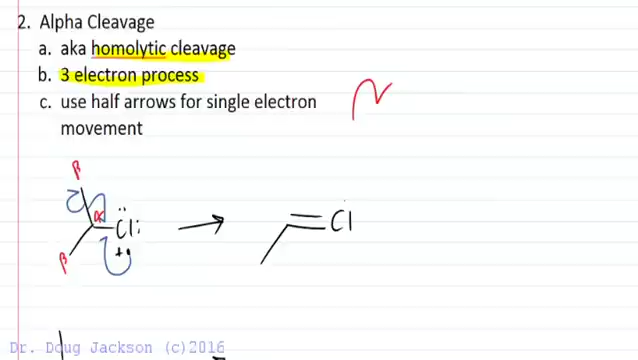 2. Alpha Cleavage
a. aka homolytic cleavage
b. 3 electron process
c. use half arrows for single electron
movement
β
α
Cl
Cl
β
Dr. Doug Jackson (c)2016